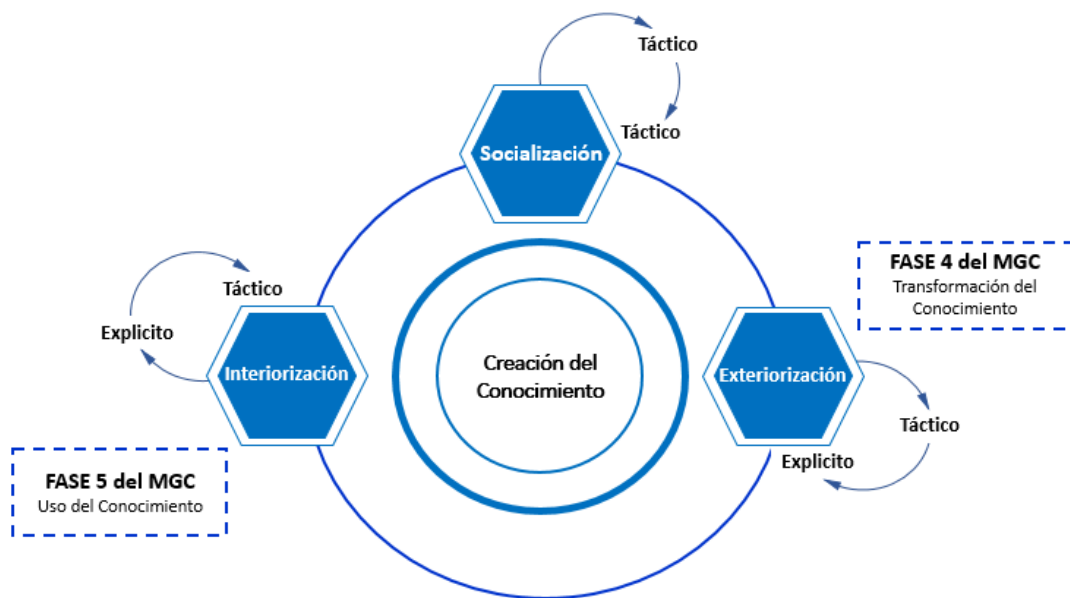 Táctico
Táctico
Socialización
FASE 4 del MGC
Transformación del
Conocimiento
Táctico
Explicito
Interiorización
Creación del
Conocimiento
Exteriorización
Táctico
Explicito
FASE 5 del MGC
Uso del Conocimiento